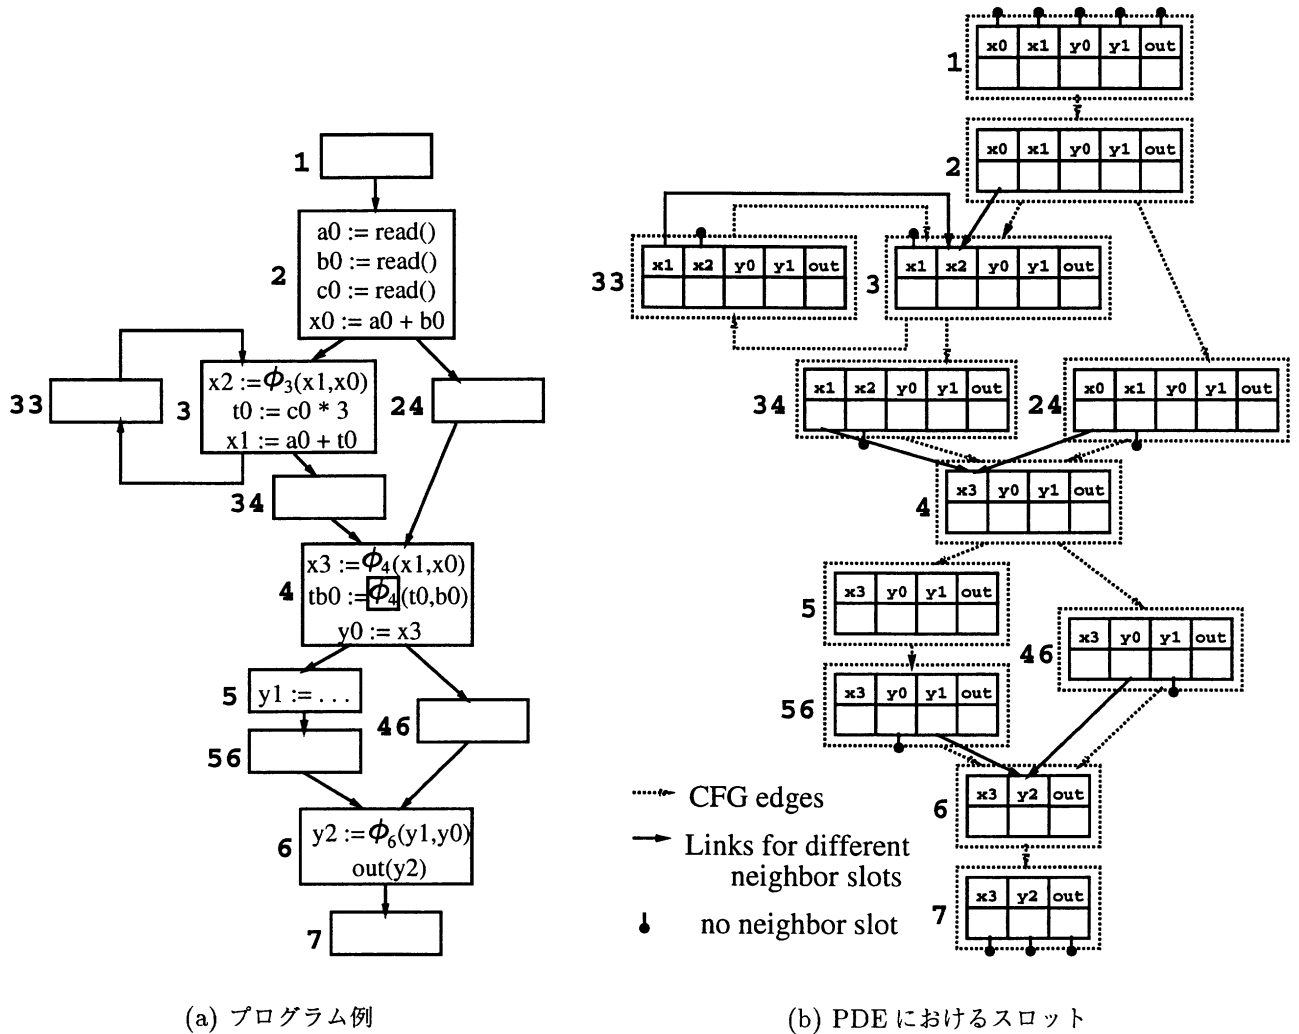 1
2
a0 := read()
b0 := read()
c0 := read()
x0 := a0 + b0
33
3
x2 := ϕ3(x1,x0)
t0 := c0 * 3
x1 := a0 + t0
24
34
4
x3 := ϕ4(x1,x0)
tb0 := ϕ4(t0,b0)
y0 := x3
5
y1 := . . .
46
56
6
y2 := ϕ6(y1,y0)
out(y2)
7
(a) プログラム例
1
x0 x1 y0 y1 out
2
x0 x1 y0 y1 out
33
x1 x2 y0 y1 out
3
x1 x2 y0 y1 out
34
x1 x2 y0 y1 out
24
x0 x1 y0 y1 out
4
x3 y0 y1 out
5
x3 y0 y1 out
46
x3 y0 y1 out
56
x3 y0 y1 out
6
x3 y2 out
7
x3 y2 out
CFG edges
Links for different
neighbor slots
no neighbor slot
(b) PDE におけるスロット